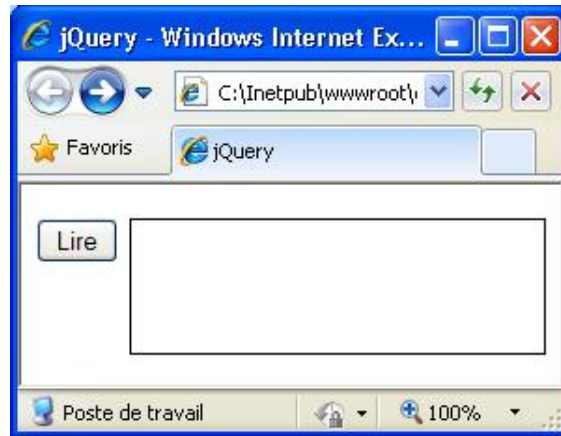 jQuery - Windows Internet Ex...
C:\Inetpub\wwwroot\
Favoris
jQuery
Lire
Poste de travail
100%